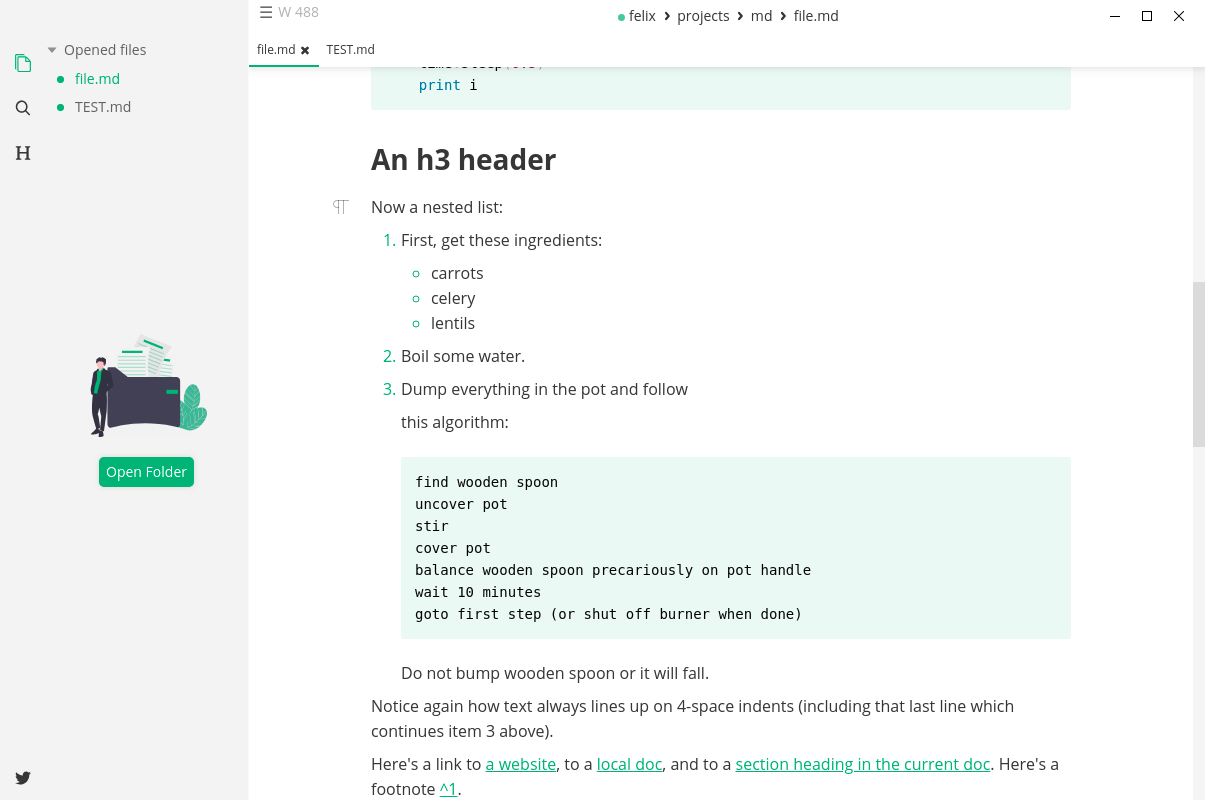 W 488
felix projects md file.md
Opened files
file.md
TEST.md
H
Open Folder
file.md TEST.md
print i
An h3 header
Now a nested list:
1. First, get these ingredients:
carrots
celery
lentils
2. Boil some water.
3. Dump everything in the pot and follow
this algorithm:
find wooden spoon
uncover pot
stir
cover pot
balance wooden spoon precariously on pot handle
wait 10 minutes
goto first step (or shut off burner when done)
Do not bump wooden spoon or it will fall.
Notice again how text always lines up on 4-space indents (including that last line which
continues item 3 above).
Here's a link to a website, to a local doc, and to a section heading in the current doc. Here's a
footnote ^1.